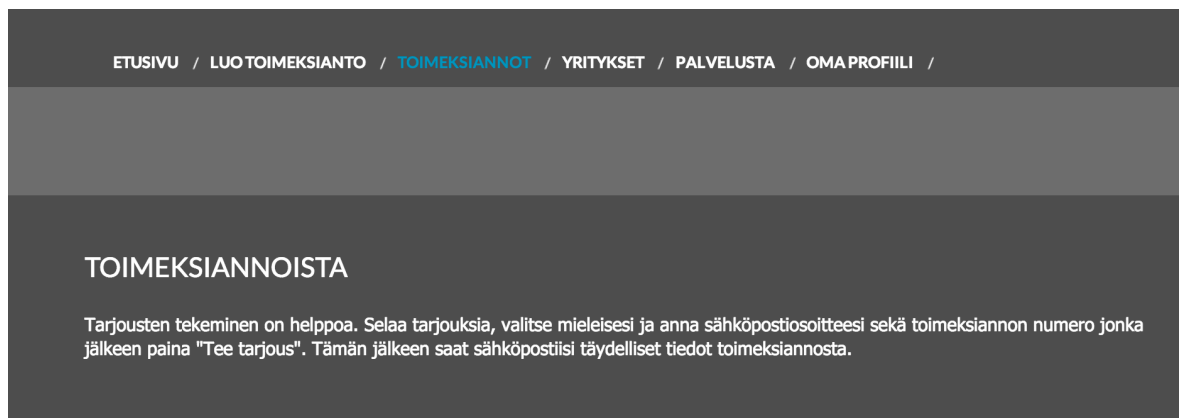 ETUSIVU / LUO TOIMEKSIANTO / TOIMEKSIANNOT / YRITYKSET / PALVELUSTA / OMA PROFIILI /
TOIMEKSIANNOISTA
Tarjousten tekeminen on helppoa. Selaa tarjouksia, valitse mieleisesi ja anna sähköpostiosoitteesi sekä toimeksiannon numero jonka
jälkeen paina "Tee tarjous". Tämän jälkeen saat sähköpostiisi täydelliset tiedot toimeksiannosta.